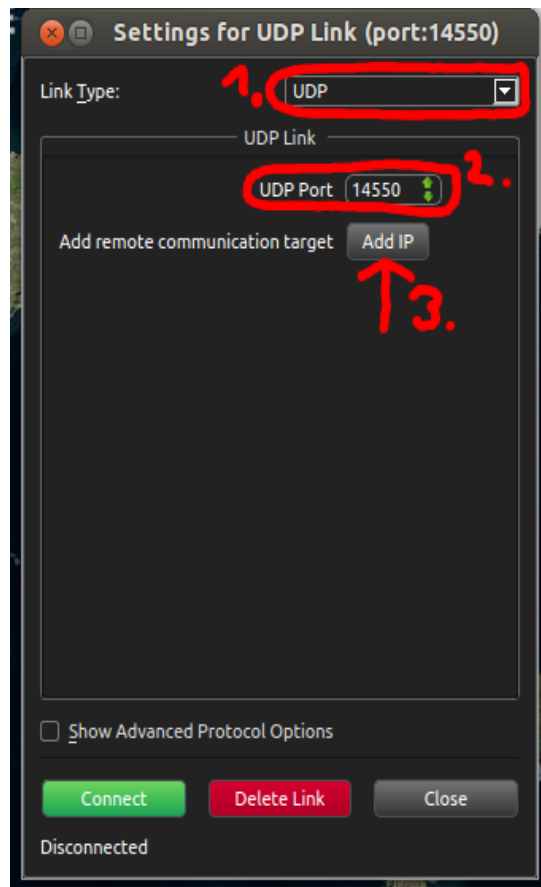 Settings for UDP Link (port:14550)
Link Type: 1. UDP
UDP Link
2.
UDP Port 14550
Add remote communication target Add IP
3.
Show Advanced Protocol Options
Connect Delete Link Close
Disconnected